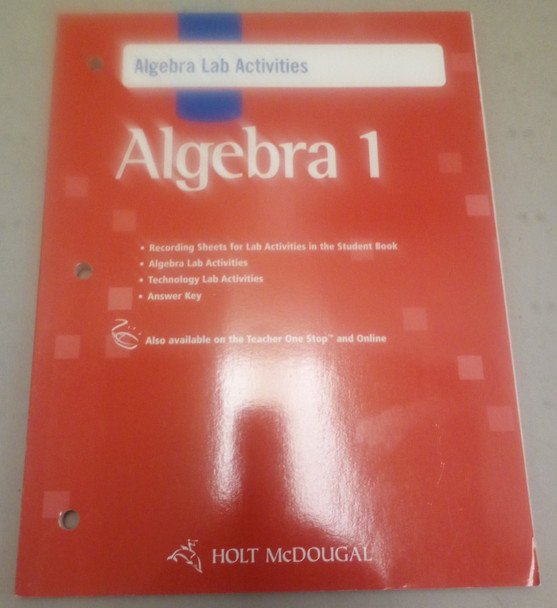 Algebra Lab Activities
Algebra 1
• Recording Sheets for Lab Activities in the Student Book
• Algebra Lab Activities
• Technology Lab Activities
• Answer Key
Also available on the Teacher One Stop™ and Online
HOLT McDOUGAL